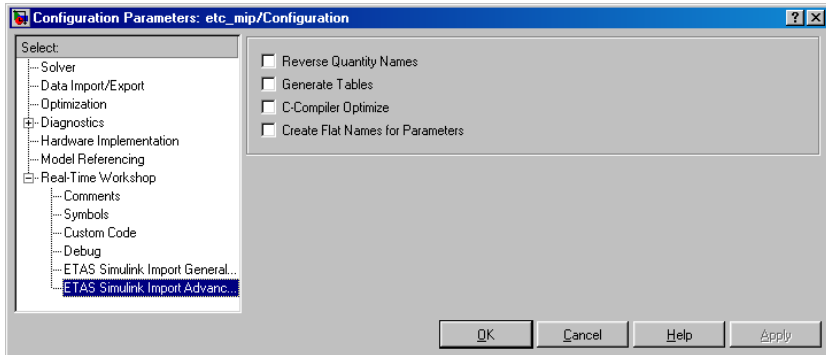 Configuration Parameters: etc_mip/Configuration
Select:
Solver
Data Import/Export
Optimization
Diagnostics
Hardware Implementation
Model Referencing
Real-Time Workshop
Comments
Symbols
Custom Code
Debug
ETAS Simulink Import General...
ETAS Simulink Import Advanc...
Reverse Quantity Names
Generate Tables
C-Compiler Optimize
Create Flat Names for Parameters
OK Cancel Help Apply